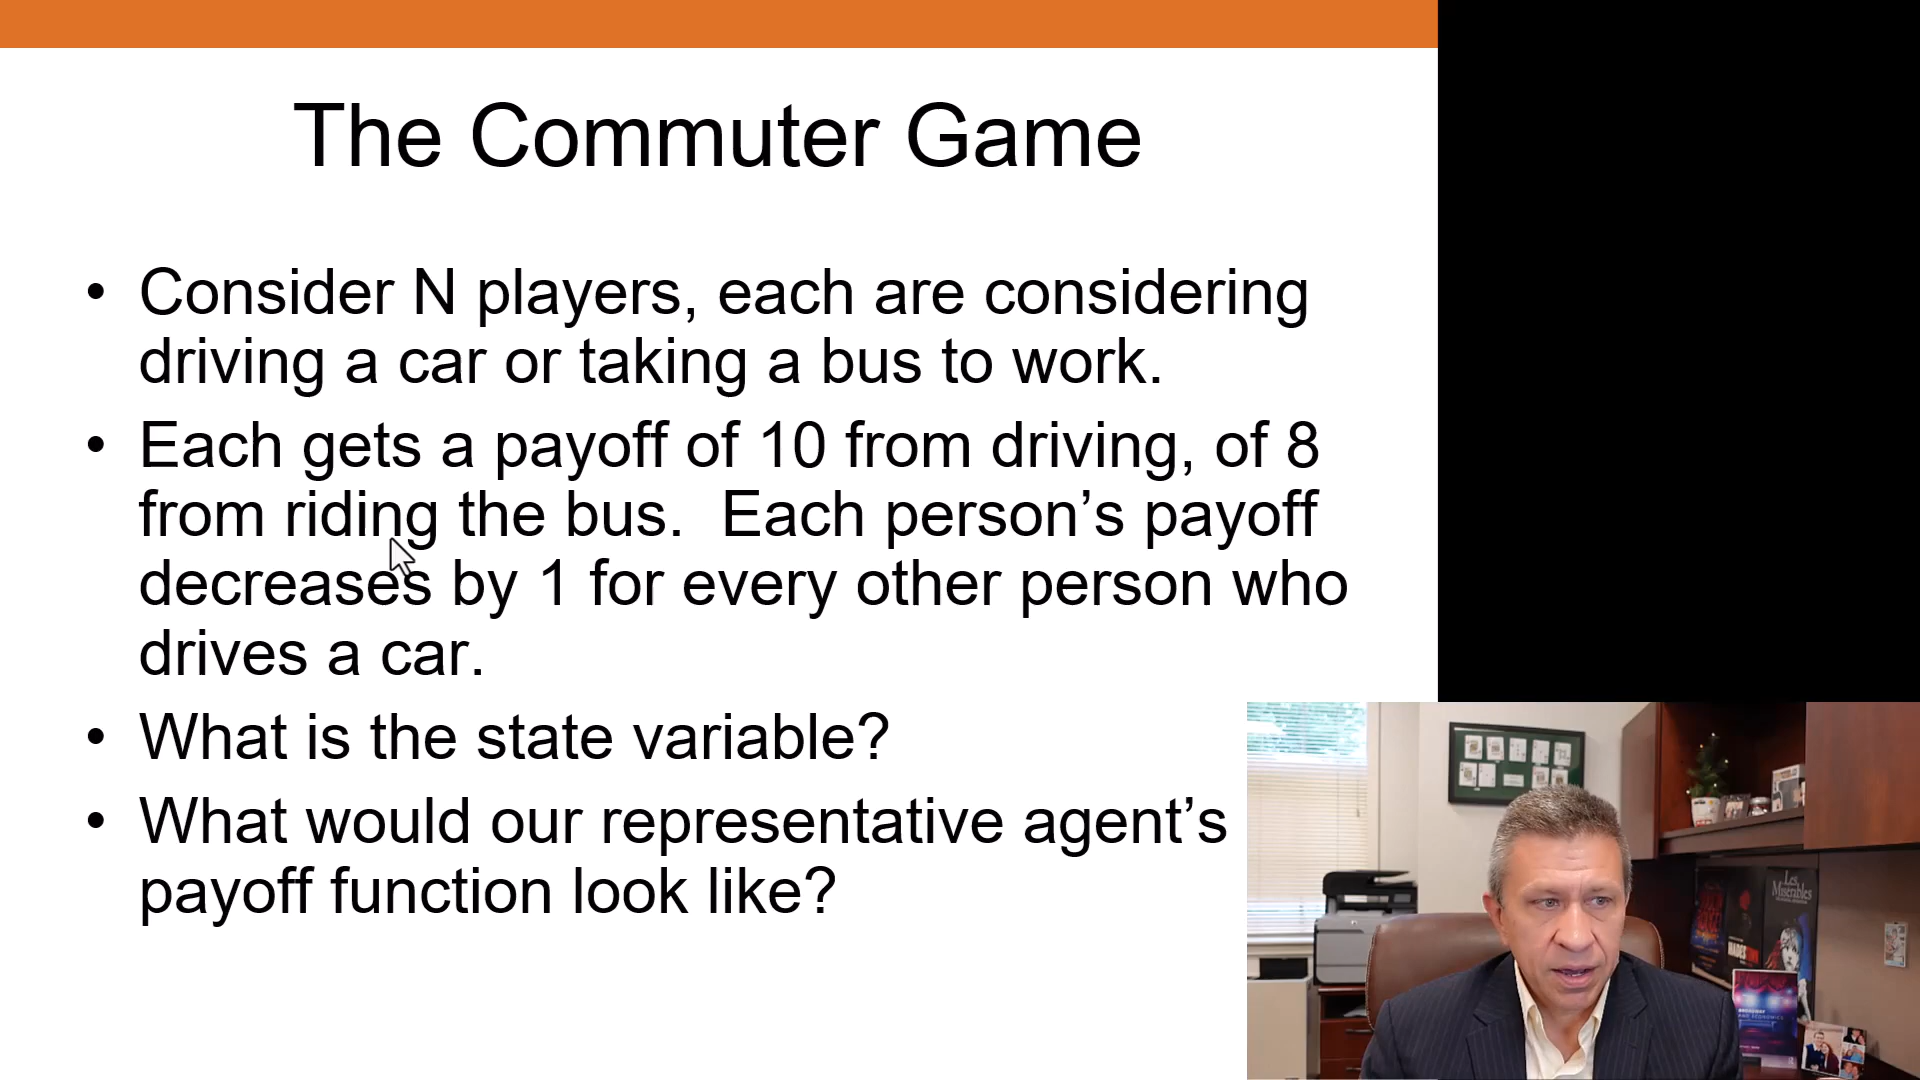 The Commuter Game
• Consider N players, each are considering
driving a car or taking a bus to work.
• Each gets a payoff of 10 from driving, of 8
from riding the bus.  Each person’s payoff
decreases by 1 for every other person who
drives a car.
• What is the state variable?
• What would our representative agent’s
payoff function look like?
Les
Misérables